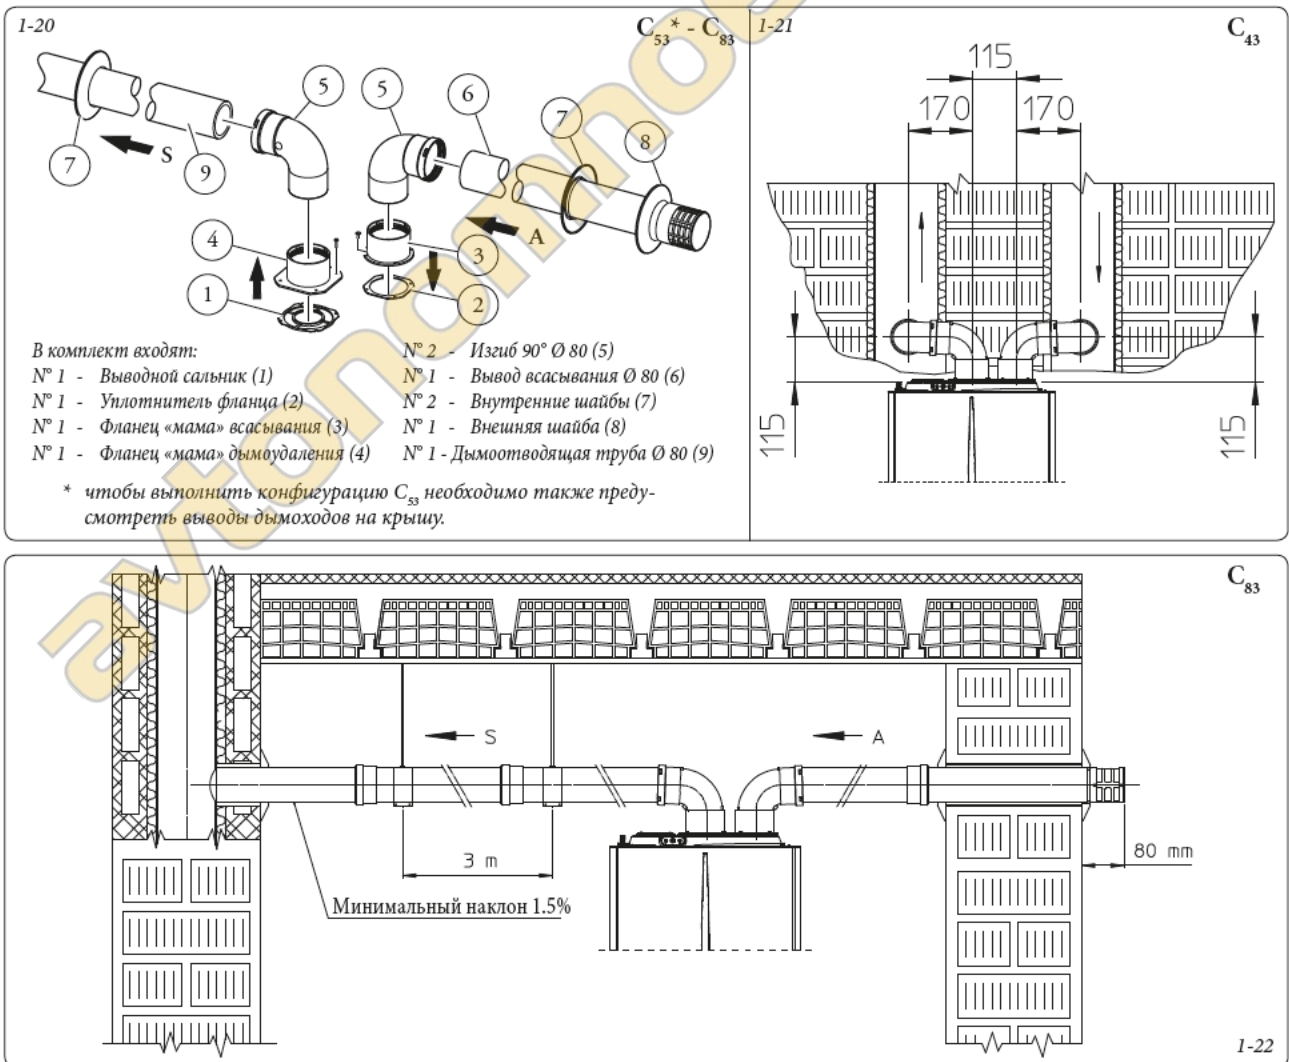 1-20
C53* - C83
5
5
6
7
8
7
S
9
A
4
3
1
2
В комплект входят:
N° 1 - Выводной сальник (1)
N° 1 - Уплотнитель фланца (2)
N° 1 - Фланец «мама» всасывания (3)
N° 1 - Фланец «мама» дымоудаления (4)
N° 2 - Изгиб 90° Ø 80 (5)
N° 1 - Вывод всасывания Ø 80 (6)
N° 2 - Внутренние шайбы (7)
N° 1 - Внешняя шайба (8)
N° 1 - Дымоотводящая труба Ø 80 (9)
* чтобы выполнить конфигурацию C53 необходимо также преду-
смотреть выводы дымоходов на крышу.
1-21
C43
115
170
170
115
115
C83
S
A
3 m
80 mm
Минимальный наклон 1.5%
1-22